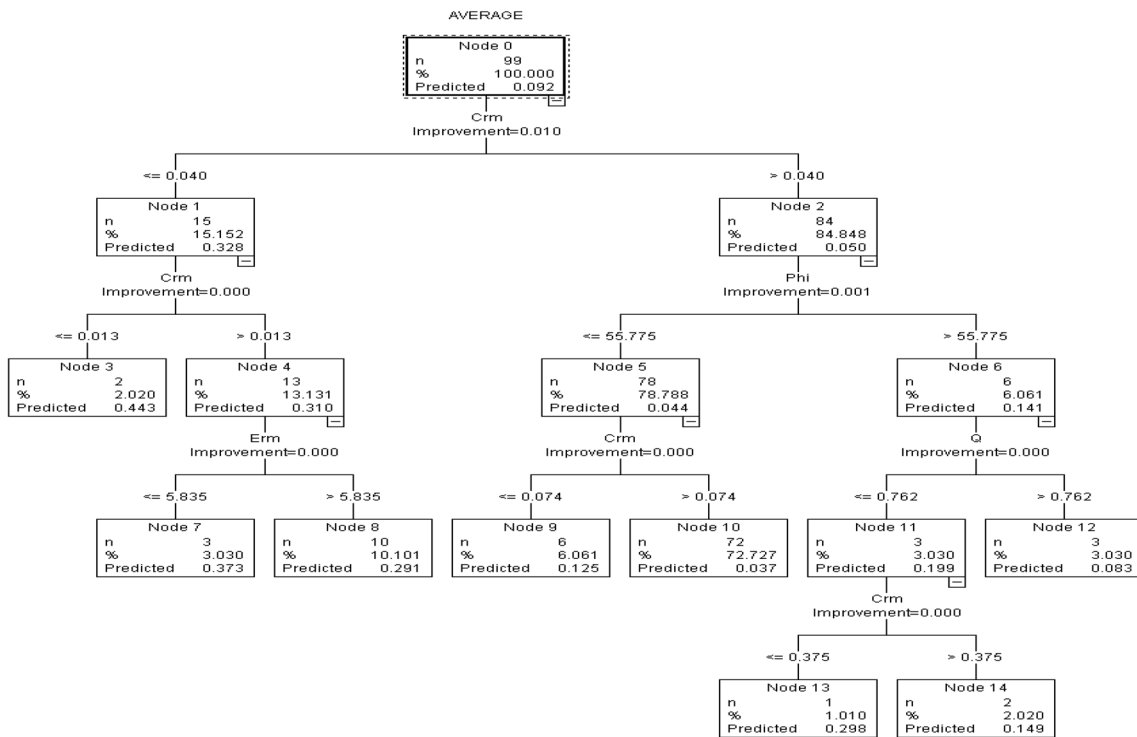 AVERAGE
Node 0
n 99
% 100.000
Predicted 0.092
Crm
Improvement=0.010
<= 0.040
> 0.040
Node 1
n 15
% 15.152
Predicted 0.328
Node 2
n 84
% 84.848
Predicted 0.050
Crm
Improvement=0.000
Phi
Improvement=0.001
<= 0.013
> 0.013
<= 55.775
> 55.775
Node 3
n 2
% 2.020
Predicted 0.443
Node 4
n 13
% 13.131
Predicted 0.310
Node 5
n 78
% 78.788
Predicted 0.044
Node 6
n 6
% 6.061
Predicted 0.141
Erm
Improvement=0.000
Crm
Improvement=0.000
Q
Improvement=0.000
<= 5.835
> 5.835
<= 0.074
> 0.074
<= 0.762
> 0.762
Node 7
n 3
% 3.030
Predicted 0.373
Node 8
n 10
% 10.101
Predicted 0.291
Node 9
n 6
% 6.061
Predicted 0.125
Node 10
n 72
% 72.727
Predicted 0.037
Node 11
n 3
% 3.030
Predicted 0.199
Node 12
n 3
% 3.030
Predicted 0.083
Crm
Improvement=0.000
<= 0.375
> 0.375
Node 13
n 1
% 1.010
Predicted 0.298
Node 14
n 2
% 2.020
Predicted 0.149